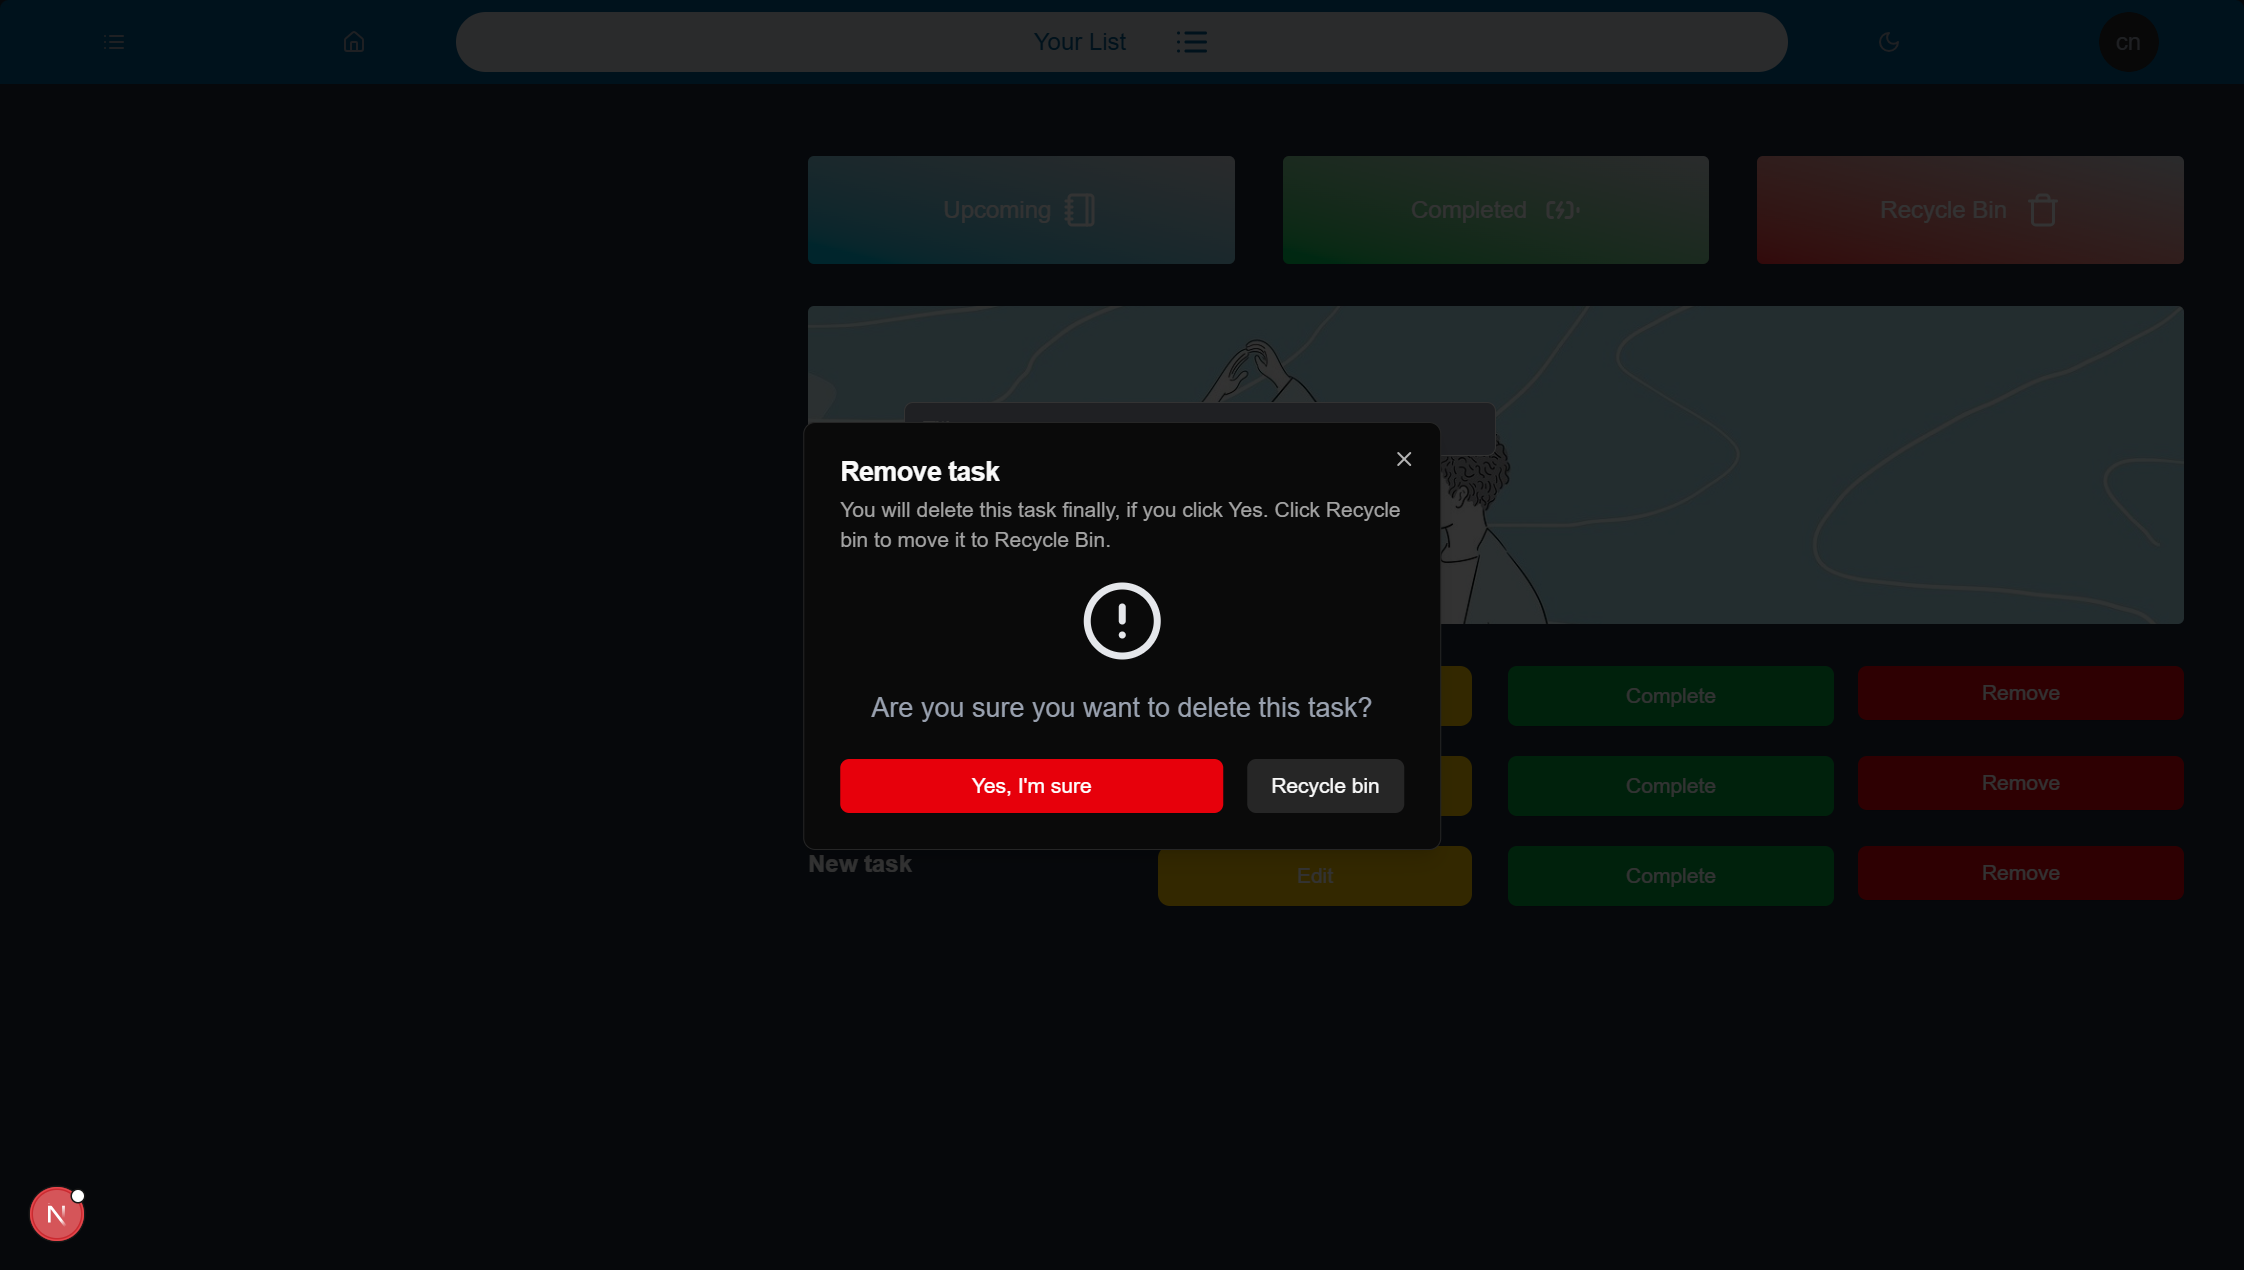 Your List
cn
Upcoming
Completed
Recycle Bin
Remove task
You will delete this task finally, if you click Yes. Click Recycle
bin to move it to Recycle Bin.
Are you sure you want to delete this task?
Yes, I'm sure
Recycle bin
Complete
Remove
Complete
Remove
New task
Edit
Complete
Remove
N